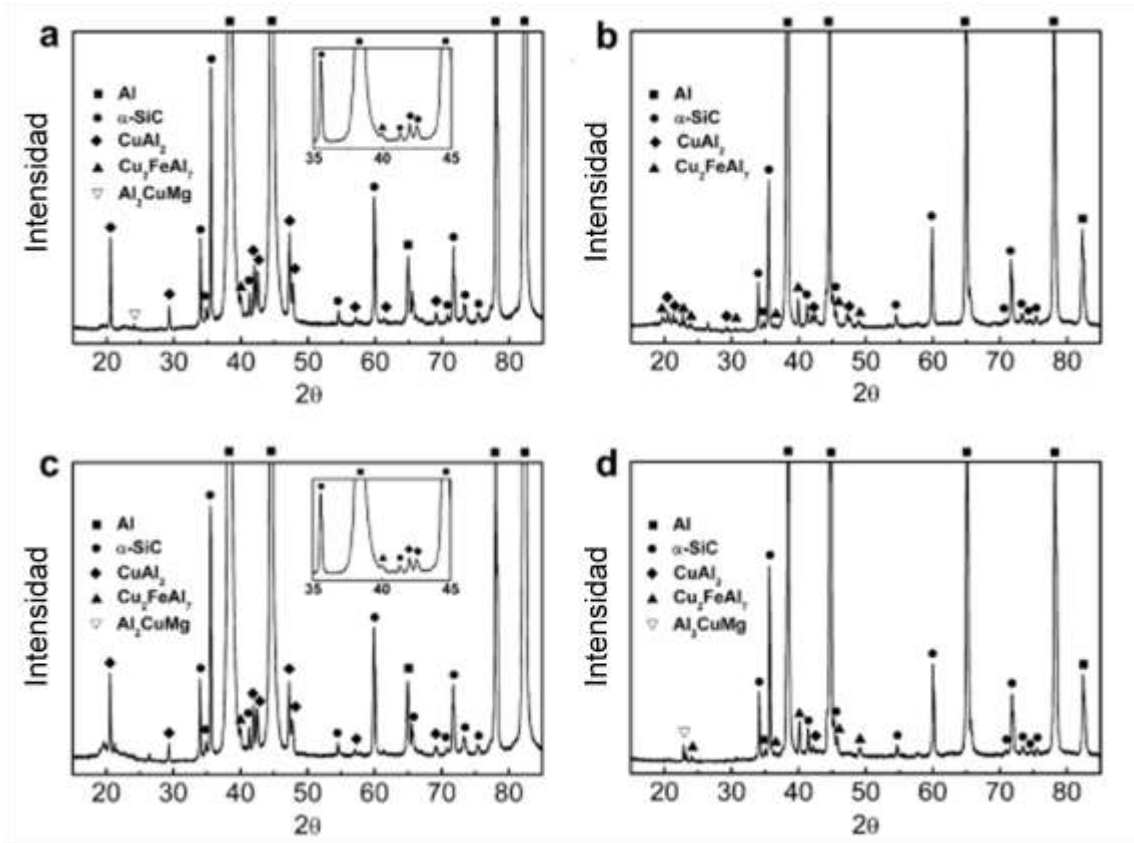 a
Intensidad
Al
α-SiC
CuAl₂
Cu₂FeAl₇
Al₂CuMg
35 40 45
20 30 40 50 60 70 80
2θ
b
Intensidad
Al
α-SiC
CuAl₂
Cu₂FeAl₇
20 30 40 50 60 70 80
2θ
c
Intensidad
Al
α-SiC
CuAl₂
Cu₂FeAl₇
Al₂CuMg
35 40 45
20 30 40 50 60 70 80
2θ
d
Intensidad
Al
α-SiC
CuAl₂
Cu₂FeAl₇
Al₂CuMg
20 30 40 50 60 70 80
2θ